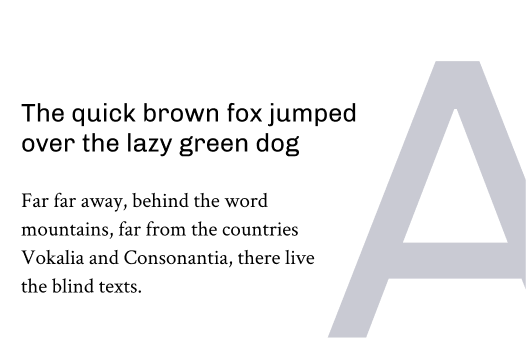 The quick brown fox jumped
over the lazy green dog
Far far away, behind the word
mountains, far from the countries
Vokalia and Consonantia, there live
the blind texts.
A